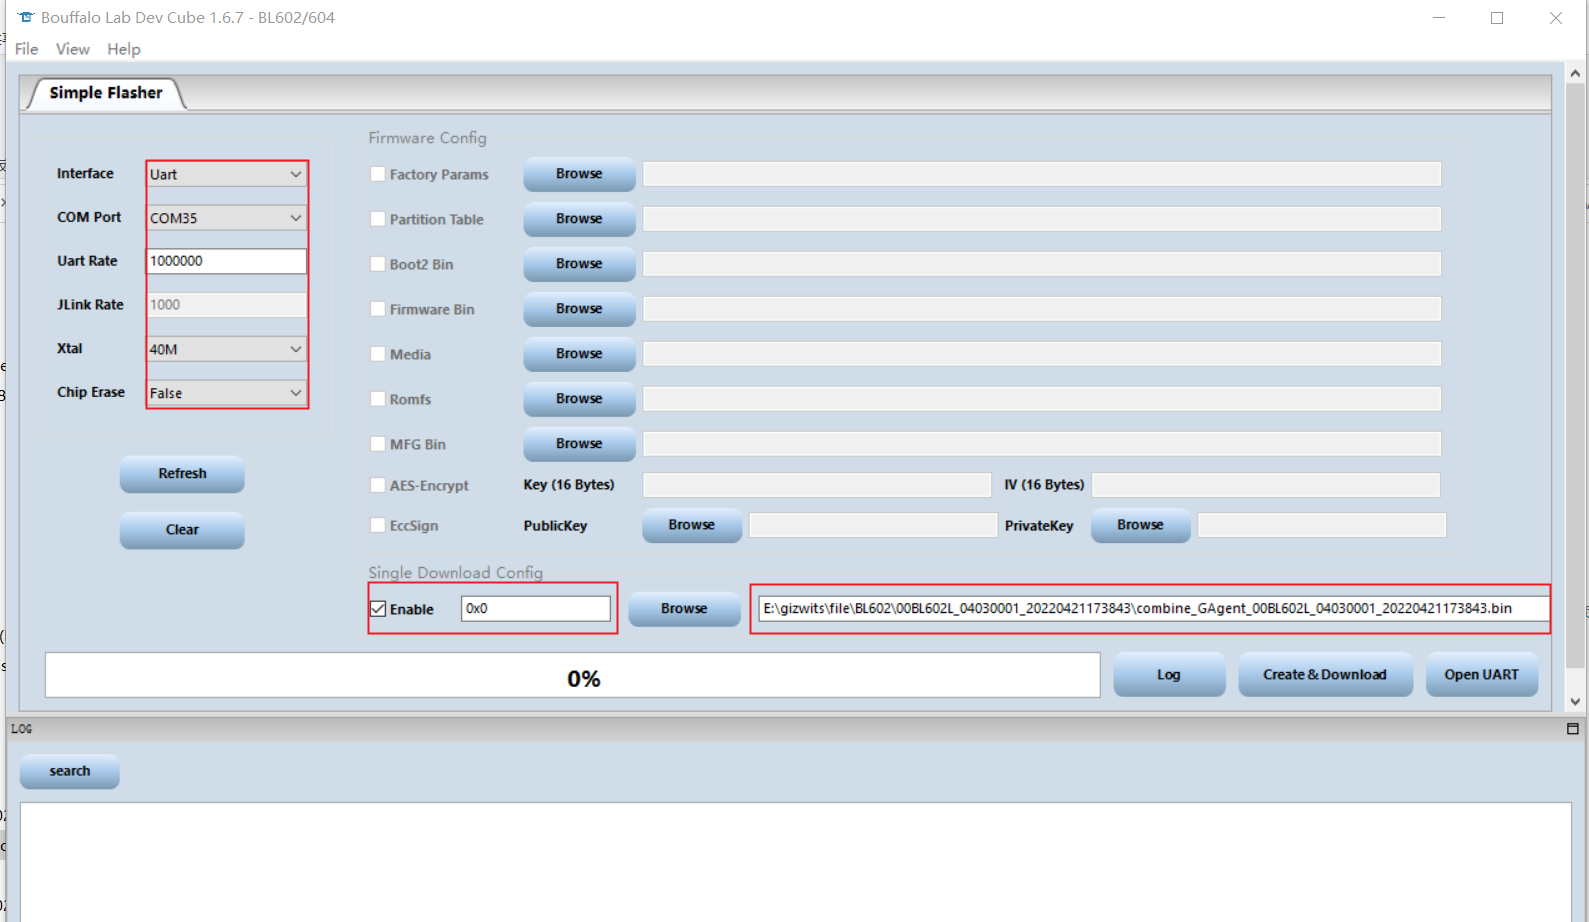 Bouffalo Lab Dev Cube 1.6.7 - BL602/604
File View Help
Simple Flasher
Firmware Config
Interface Uart
COM Port COM35
Uart Rate 1000000
JLink Rate 1000
Xtal 40M
Chip Erase False
Refresh
Clear
Factory Params Browse
Partition Table Browse
Boot2 Bin Browse
Firmware Bin Browse
Media Browse
Romfs Browse
MFG Bin Browse
AES-Encrypt Key (16 Bytes) IV (16 Bytes)
EccSign PublicKey Browse PrivateKey Browse
Single Download Config
Enable 0x0 Browse E:\gizwits\file\BL602\00BL602L_04030001_20220421173843\combine_GAgent_00BL602L_04030001_20220421173843.bin
0% Log Create & Download Open UART
LOG
search